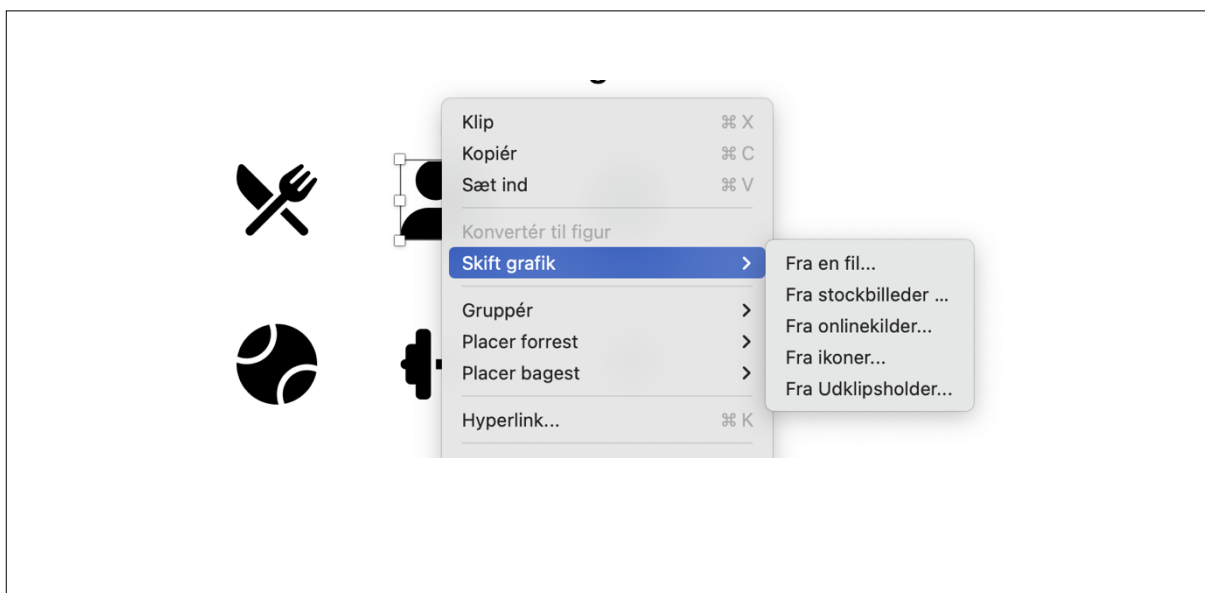 Klip ⌘ X
Kopiér ⌘ C
Sæt ind ⌘ V
Konvertér til figur
Skift grafik
Fra en fil...
Fra stockbilleder ...
Fra onlinekilder...
Fra ikoner...
Fra Udklipsholder...
Gruppér
Placer forrest
Placer bagest
Hyperlink... ⌘ K